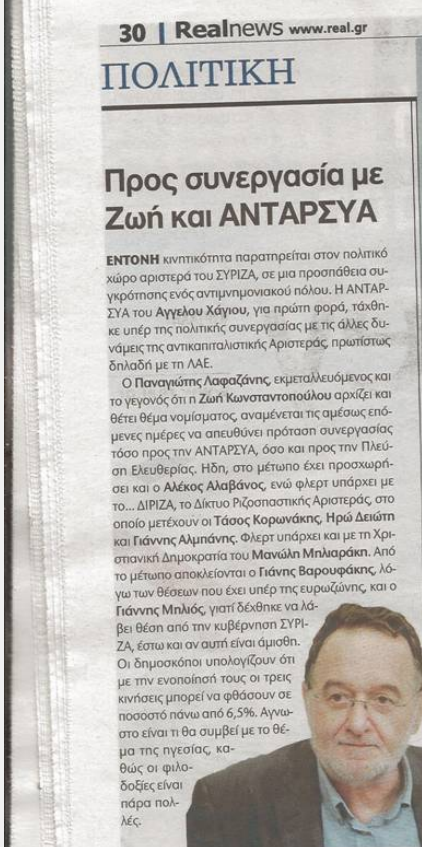 30 | Realnews www.real.gr
ΠΟΛΙΤΙΚΗ
Προς συνεργασία με
Ζωή και ΑΝΤΑΡΣΥΑ
ΕΝΤΟΝΗ κινητικότητα παρατηρείται στον πολιτικό
χώρο αριστερά του ΣΥΡΙΖΑ, σε μια προσπάθεια συ-
γκρότησης ενός αντιμνημονιακού πόλου. Η ΑΝΤΑΡ-
ΣΥΑ του Αγγελου Χάγιου, για πρώτη φορά, τάχθη-
κε υπέρ της πολιτικής συνεργασίας με τις άλλες δυ-
νάμεις της αντικαπιταλιστικής Αριστεράς, πρωτίστως
δηλαδή με τη ΛΑΕ.
Ο Παναγιώτης Λαφαζάνης, εκμεταλλευόμενος και
το γεγονός ότι η Ζωή Κωνσταντοπούλου αρχίζει και
θέτει θέμα νομίσματος, αναμένεται τις αμέσως επό-
μενες ημέρες να απευθύνει πρόταση συνεργασίας
τόσο προς την ΑΝΤΑΡΣΥΑ, όσο και προς την Πλεύ-
ση Ελευθερίας. Ηδη, στο μέτωπο έχει προσχωρή-
σει και ο Αλέκος Αλαβάνος, ενώ φλερτ υπάρχει με
το... ΔΙΡΙΖΑ, το Δίκτυο Ριζοσπαστικής Αριστεράς, στο
οποίο μετέχουν οι Τάσος Κορωνάκης, Ηρώ Διώτη
και Γιάννης Αλμπάνης. Φλερτ υπάρχει και με τη Χρι-
στιανική Δημοκρατία του Μανώλη Μηλιαράκη. Από
το μέτωπο αποκλείονται ο Γιάνης Βαρουφάκης, λό-
γω των θέσεων που έχει υπέρ της ευρωζώνης, και ο
Γιάννης Μηλιός, γιατί δέχθηκε να λά-
βει θέση από την κυβέρνηση ΣΥΡΙ-
ΖΑ, έστω και αν αυτή είναι άμισθη.
Οι δημοσκόποι υπολογίζουν ότι
με την ενοποίησή τους οι τρεις
κινήσεις μπορεί να φθάσουν σε
ποσοστό πάνω από 6,5%. Αγνω-
στο είναι τι θα συμβεί με το θέ-
μα της ηγεσίας, κα-
θώς οι φιλο-
δοξίες είναι
πάρα πολ-
λές.